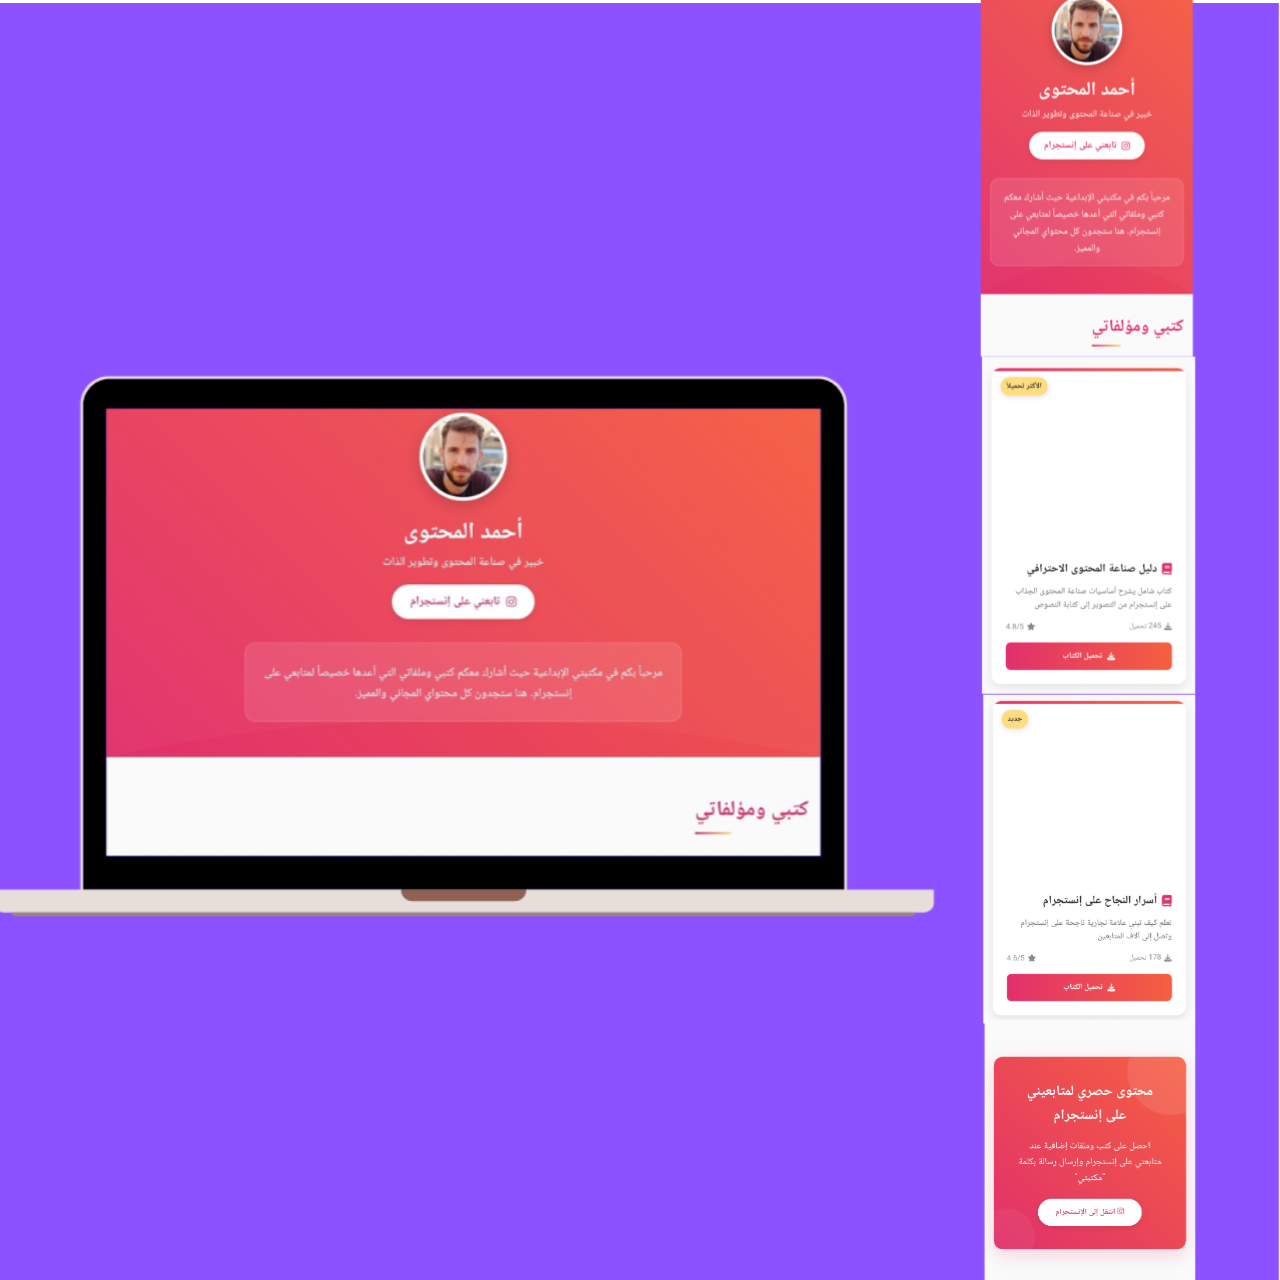 أحمد المحتوى
خبير في صناعة المحتوى وتطوير الذات
تابعني على إنستجرام
مرحباً بكم في مكتبتي الإبداعية حيث أشارك معكم
كتبي وملفاتي التي أعدها خصيصاً لمتابعي على
إنستجرام. هنا ستجدون كل محتواي المجاني
والمميز.
كتبي ومؤلفاتي
الأكثر تحميلاً
دليل صناعة المحتوى الاحترافي
كتاب شامل يشرح أساسيات صناعة المحتوى الجذاب
على إنستجرام من التصوير إلى كتابة النصوص
245 تحميل
4.8/5
تحميل الكتاب
جديد
أسرار النجاح على إنستجرام
تعلم كيف تبني علامة تجارية ناجحة على إنستجرام
وتصل إلى آلاف المتابعين
178 تحميل
4.6/5
تحميل الكتاب
محتوى حصري لمتابعيني
على إنستجرام
احصل على كتب وملفات إضافية عند
متابعتي على إنستجرام وإرسال رسالة بكلمة
"مكتبتي"
انتقل إلى الإنستجرام
أحمد المحتوى
خبير في صناعة المحتوى وتطوير الذات
تابعني على إنستجرام
مرحباً بكم في مكتبتي الإبداعية حيث أشارك معكم كتبي وملفاتي التي أعدها خصيصاً لمتابعي على
إنستجرام. هنا ستجدون كل محتواي المجاني والمميز.
كتبي ومؤلفاتي